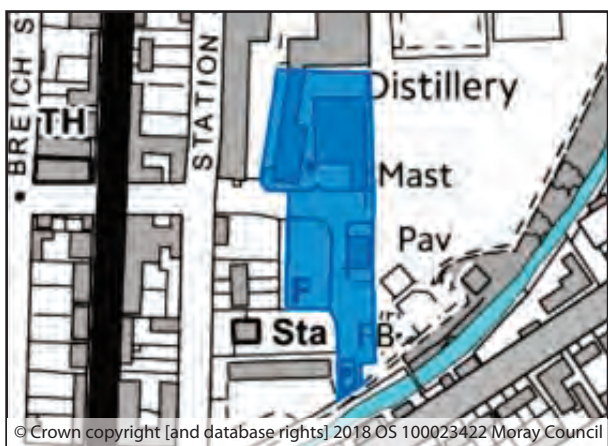 BREICH S
TH
STATION
Distillery
Mast
Pav
P
Sta
FB
© Crown copyright [and database rights] 2018 OS 100023422 Moray Council